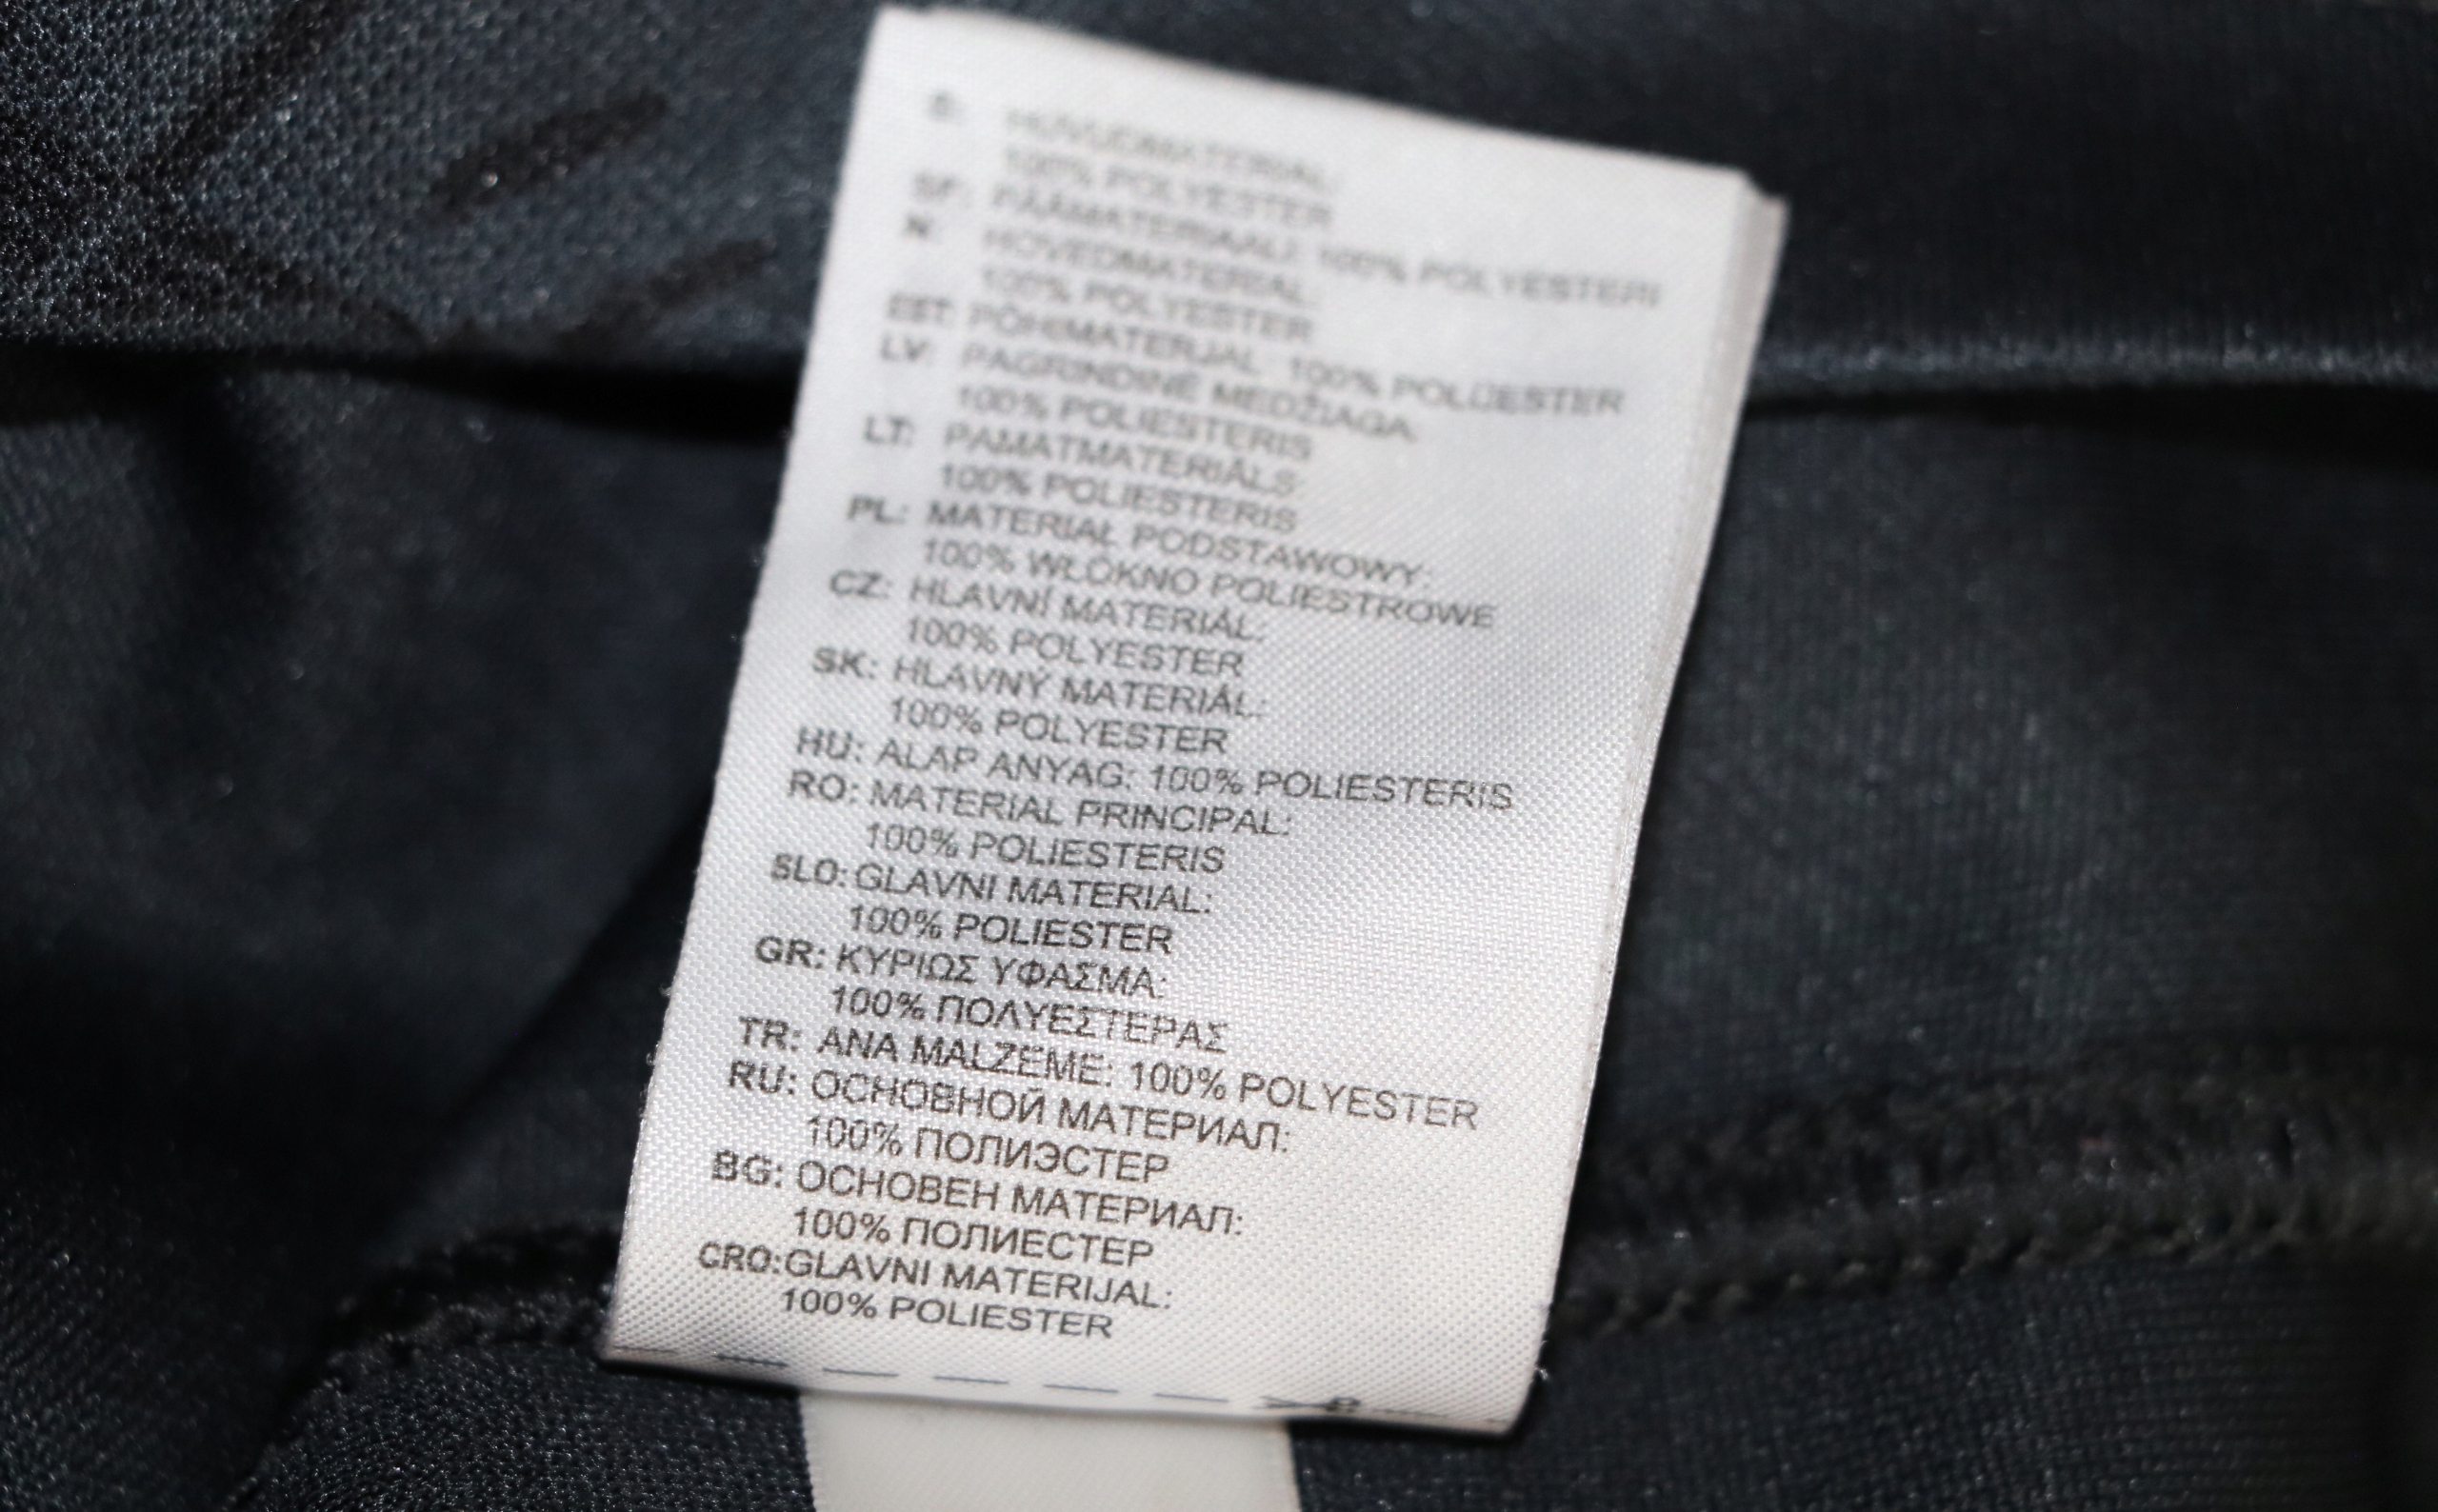 S: HUVUDMATERIAL:
100% POLYESTER
SF: PÄÄMATERIAALI: 100% POLYESTERI
N: HOVEDMATERIAL:
100% POLYESTER
EST: PÕHIMATERJAL: 100% POLÜESTER
LV: PAGRINDINĖ MEDŽIAGA:
100% POLIESTERIS
LT: PAMATMATERIĀLS:
100% POLIESTERIS
PL: MATERIAŁ PODSTAWOWY:
100% WŁÓKNO POLIESTROWE
CZ: HLAVNÍ MATERIÁL:
100% POLYESTER
SK: HLAVNÝ MATERIÁL:
100% POLYESTER
HU: ALAP ANYAG: 100% POLIESTERIS
RO: MATERIAL PRINCIPAL:
100% POLIESTERIS
SLO: GLAVNI MATERIAL:
100% POLIESTER
GR: ΚΥΡΙΩΣ ΥΦΑΣΜΑ:
100% ΠΟΛΥΕΣΤΕΡΑΣ
TR: ANA MALZEME: 100% POLYESTER
RU: ОСНОВНОЙ МАТЕРИАЛ:
100% ПОЛИЭСТЕР
BG: ОСНОВЕН МАТЕРИАЛ:
100% ПОЛИЕСТЕР
CRO: GLAVNI MATERIJAL:
100% POLIESTER